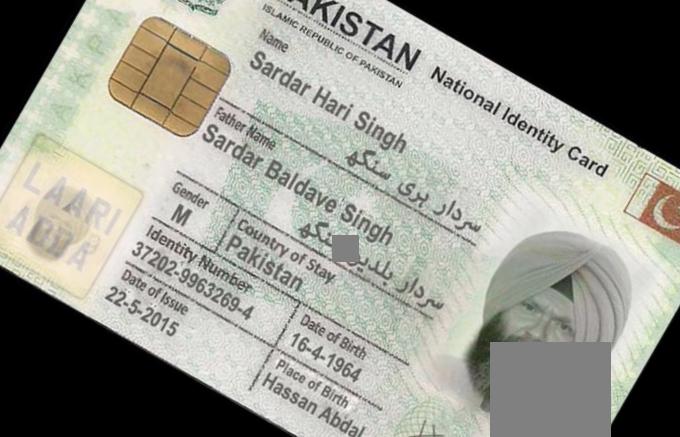 PAKISTAN National Identity Card
ISLAMIC REPUBLIC OF PAKISTAN
Name
Sardar Hari Singh
سردار ہری سنگھ
Father Name
Sardar Baldave Singh
سردار بلدیو سنگھ
Gender
M
Country of Stay
Pakistan
Identity Number
37202-9963269-4
Date of Birth
16-4-1964
Date of Issue
22-5-2015
Place of Birth
Hassan Abdal
LAARI
ADDA